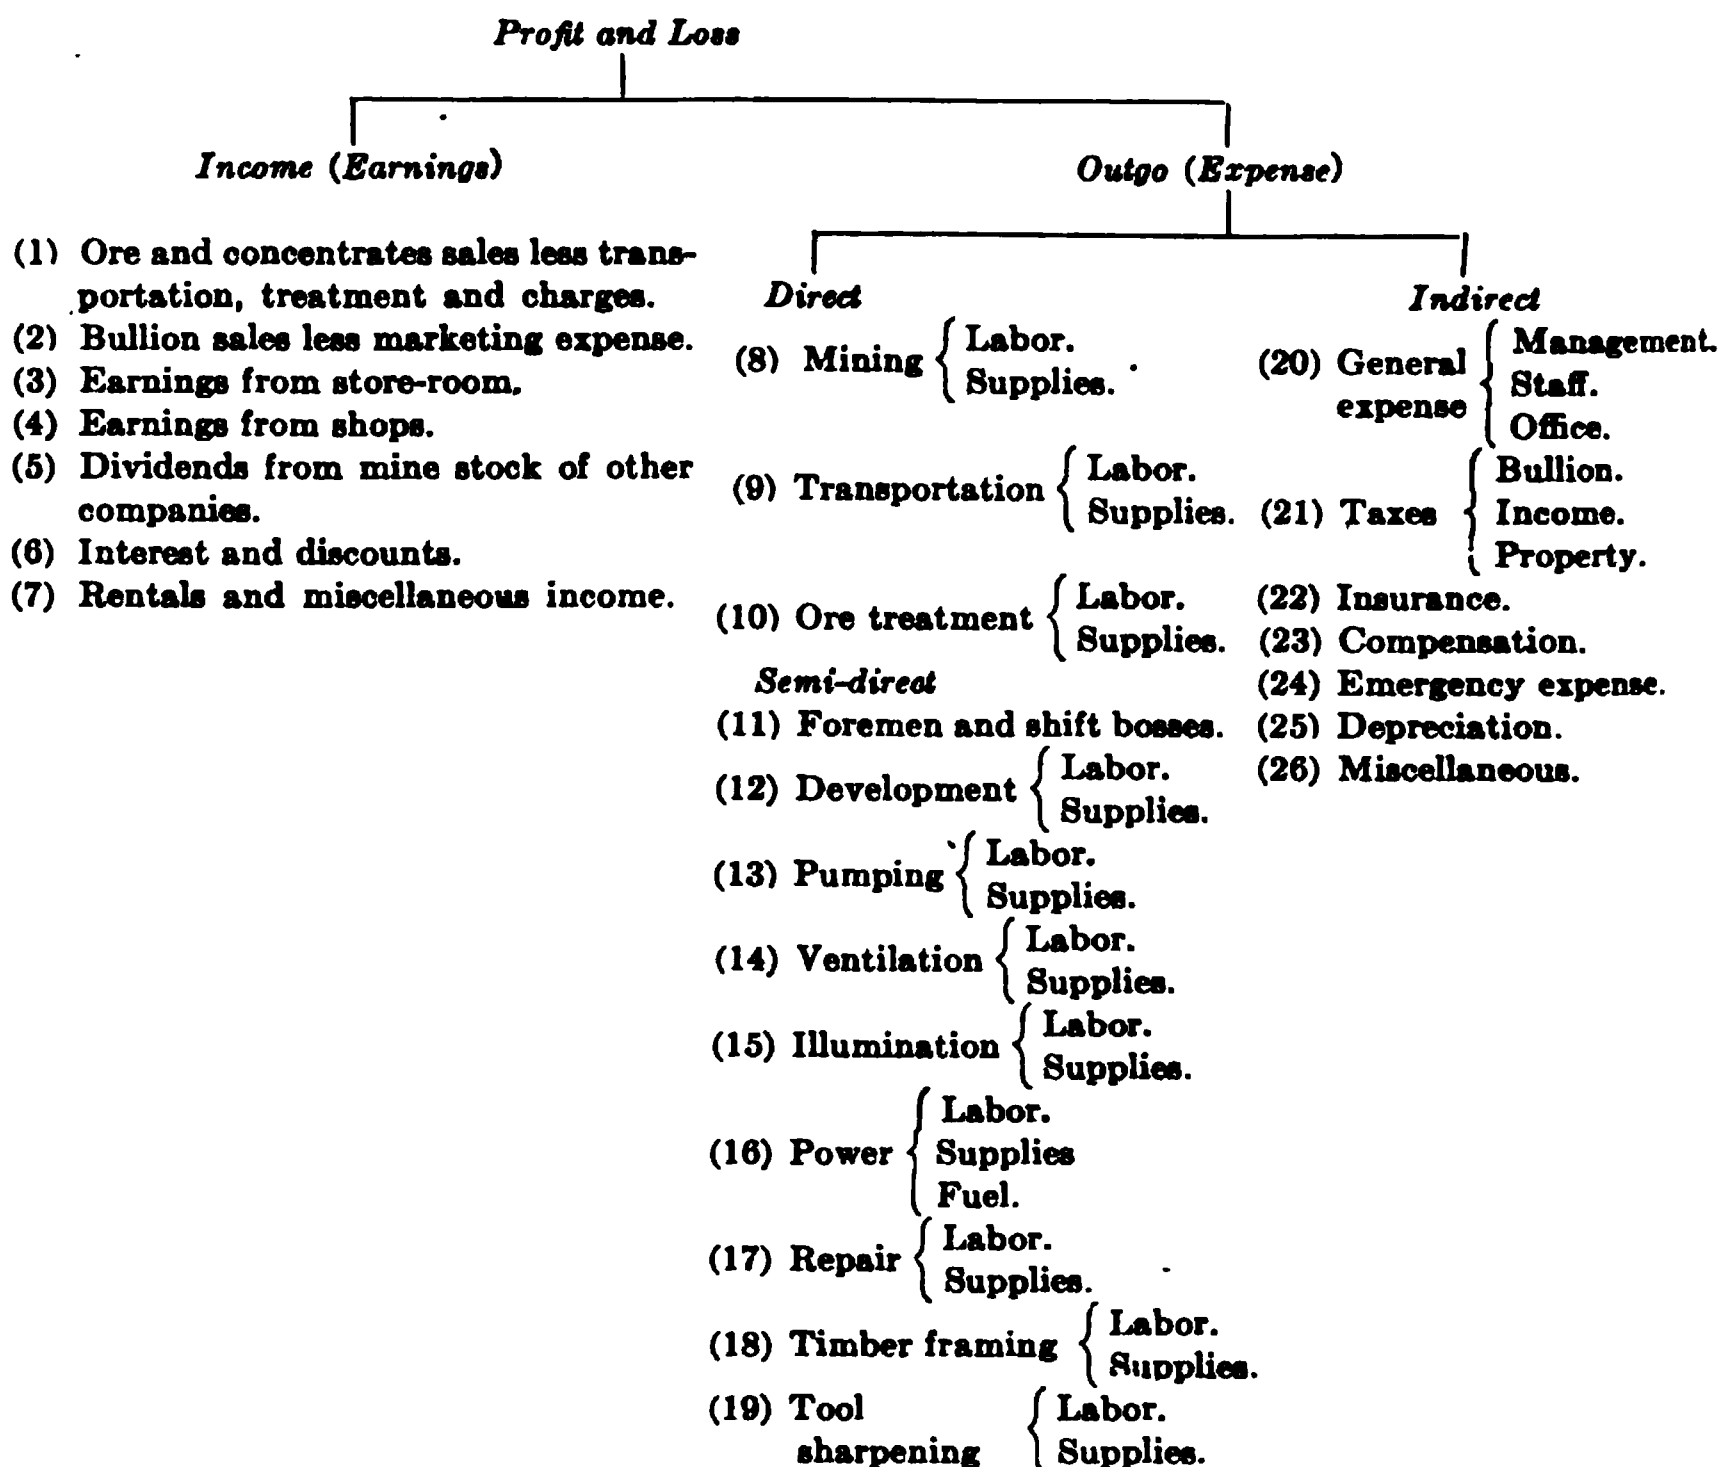 Profit and Loss
Income (Earnings)
(1) Ore and concentrates sales less trans-
portation, treatment and charges.
(2) Bullion sales less marketing expense.
(3) Earnings from store-room.
(4) Earnings from shops.
(5) Dividends from mine stock of other
companies.
(6) Interest and discounts.
(7) Rentals and miscellaneous income.
Outgo (Expense)
Direct
(8) Mining
Labor.
Supplies.
(9) Transportation
Labor.
Supplies.
(10) Ore treatment
Labor.
Supplies.
Semi-direct
(11) Foremen and shift bosses.
(12) Development
Labor.
Supplies.
(13) Pumping
Labor.
Supplies.
(14) Ventilation
Labor.
Supplies.
(15) Illumination
Labor.
Supplies.
(16) Power
Labor.
Supplies
Fuel.
(17) Repair
Labor.
Supplies.
(18) Timber framing
Labor.
Supplies.
(19) Tool
sharpening
Labor.
Supplies.
Indirect
(20) General
expense
Management.
Staff.
Office.
(21) Taxes
Bullion.
Income.
Property.
(22) Insurance.
(23) Compensation.
(24) Emergency expense.
(25) Depreciation.
(26) Miscellaneous.